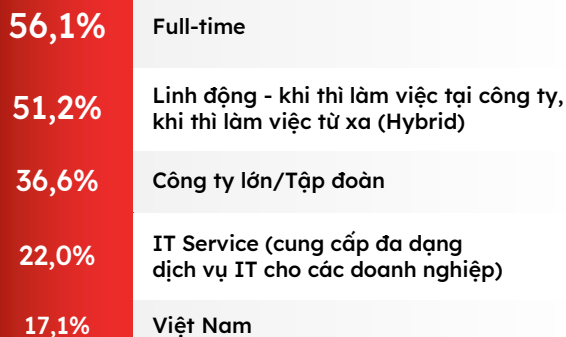 56,1% Full-time
51,2% Linh động - khi thì làm việc tại công ty,
khi thì làm việc từ xa (Hybrid)
36,6% Công ty lớn/Tập đoàn
22,0% IT Service (cung cấp đa dạng
dịch vụ IT cho các doanh nghiệp)
17,1% Việt Nam